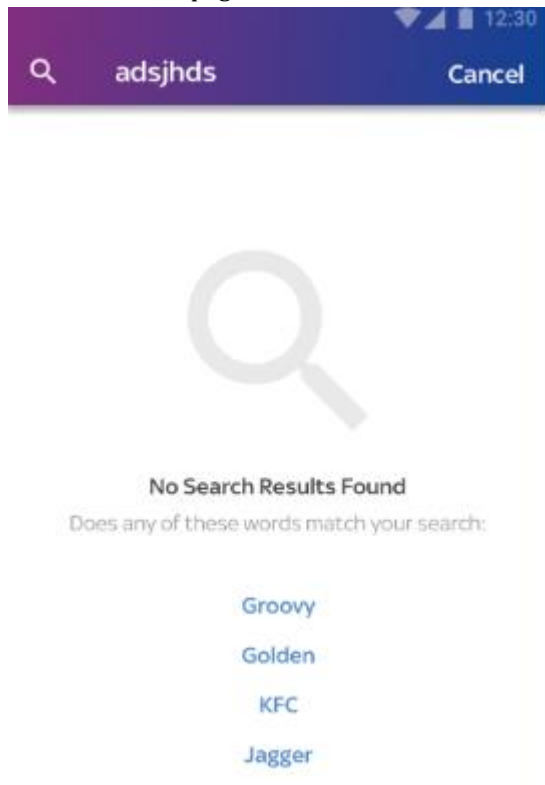 12:30
adsjhds
Cancel
No Search Results Found
Does any of these words match your search:
Groovy
Golden
KFC
Jagger